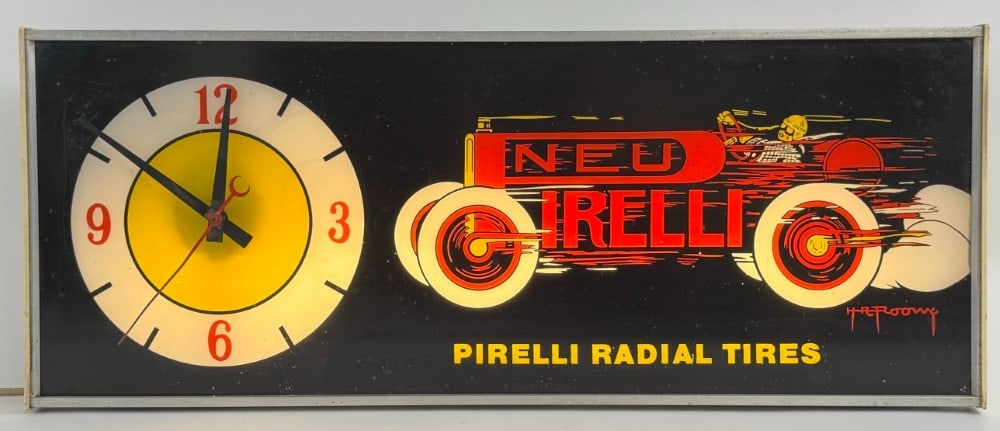 12
9
3
6
NEU
PIRELLI
PIRELLI RADIAL TIRES